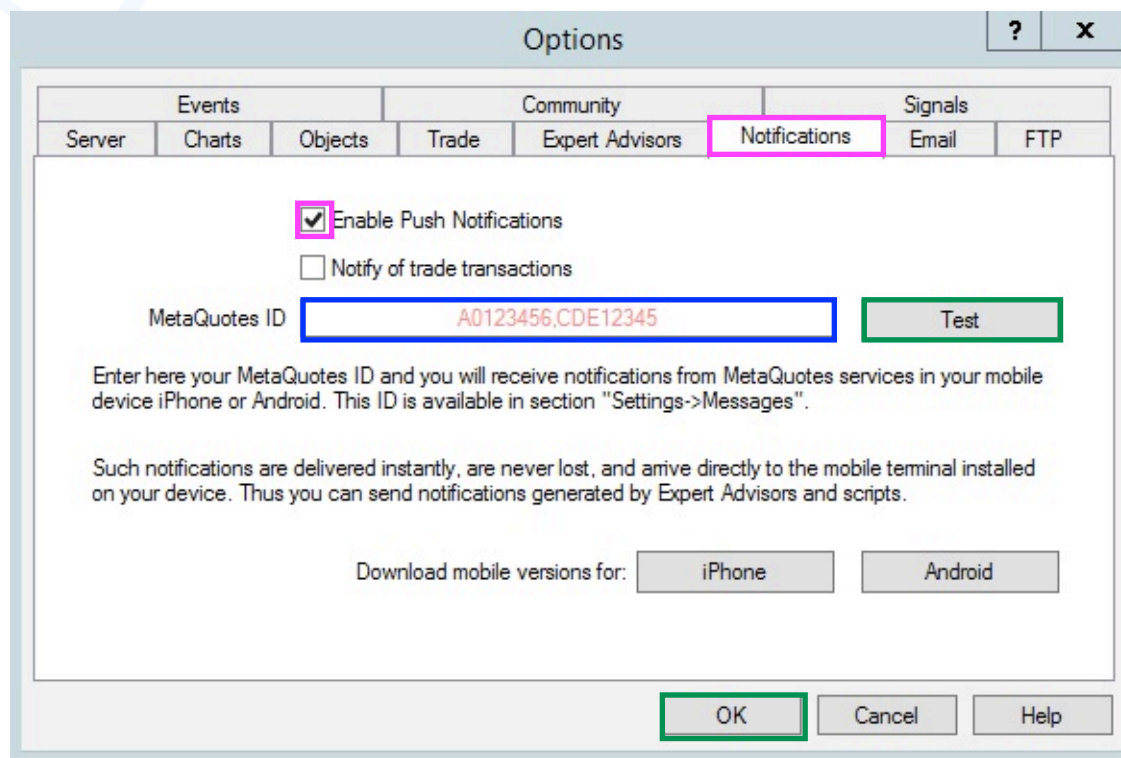 Options
? x
Events Community Signals
Server Charts Objects Trade Expert Advisors Notifications Email FTP
Enable Push Notifications
Notify of trade transactions
MetaQuotes ID A0123456,CDE12345 Test
Enter here your MetaQuotes ID and you will receive notifications from MetaQuotes services in your mobile
device iPhone or Android. This ID is available in section "Settings->Messages".
Such notifications are delivered instantly, are never lost, and arrive directly to the mobile terminal installed
on your device. Thus you can send notifications generated by Expert Advisors and scripts.
Download mobile versions for: iPhone Android
OK Cancel Help